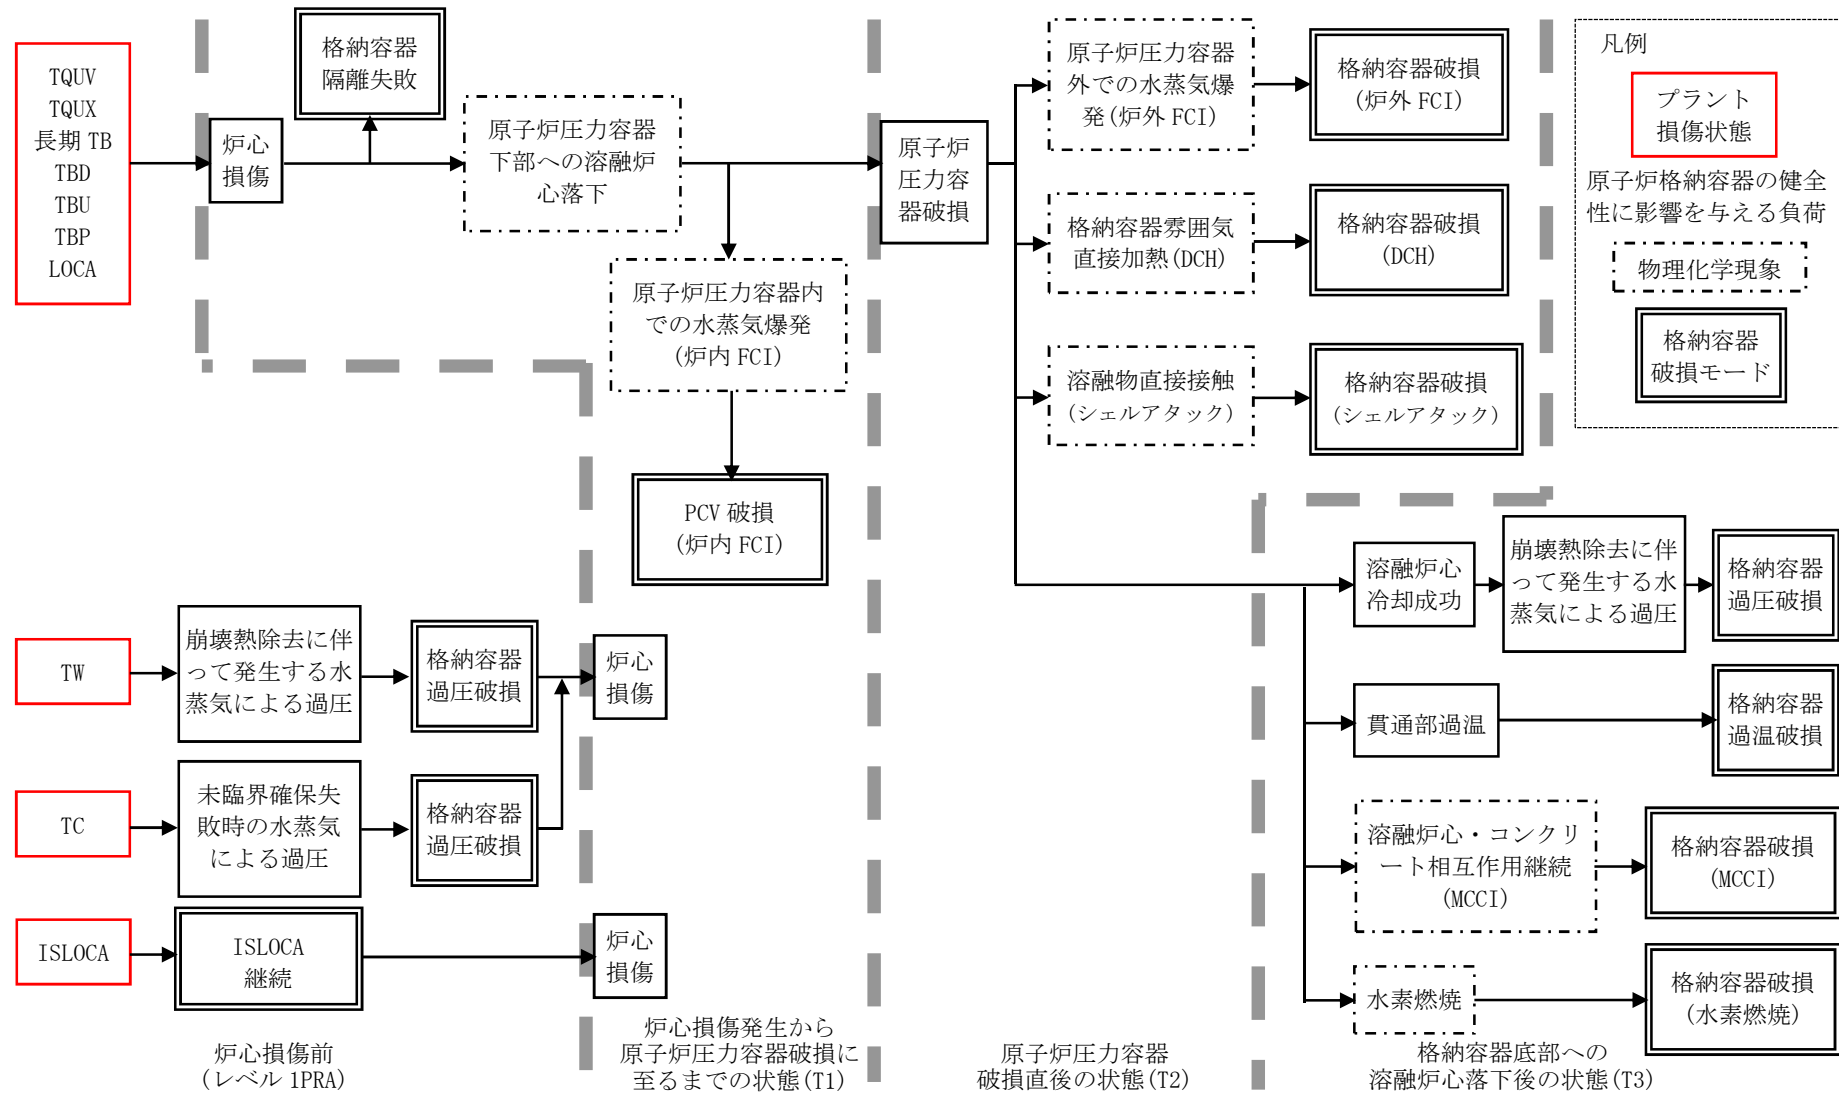 TQUV
TQUX
長期 TB
TBD
TBU
TBP
LOCA
炉心
損傷
格納容器
隔離失敗
原子炉圧力容器
下部への溶融炉
心落下
原子炉圧力容器内
での水蒸気爆発
(炉内 FCI)
PCV 破損
(炉内 FCI)
原子炉
圧力容
器破損
原子炉圧力容器
外での水蒸気爆
発(炉外 FCI)
格納容器破損
(炉外 FCI)
格納容器雰囲気
直接加熱(DCH)
格納容器破損
(DCH)
溶融物直接接触
(シェルアタック)
格納容器破損
(シェルアタック)
凡例
プラント
損傷状態
原子炉格納容器の健全
性に影響を与える負荷
物理化学現象
格納容器
破損モード
溶融炉心
冷却成功
崩壊熱除去に伴
って発生する水
蒸気による過圧
格納容器
過圧破損
貫通部過温
格納容器
過温破損
溶融炉心・コンクリ
ート相互作用継続
(MCCI)
格納容器破損
(MCCI)
水素燃焼
格納容器破損
(水素燃焼)
TW
崩壊熱除去に伴
って発生する水
蒸気による過圧
格納容器
過圧破損
炉心
損傷
TC
未臨界確保失
敗時の水蒸気
による過圧
格納容器
過圧破損
ISLOCA
ISLOCA
継続
炉心
損傷
炉心損傷前
(レベル 1PRA)
炉心損傷発生から
原子炉圧力容器破損に
至るまでの状態(T1)
原子炉圧力容器
破損直後の状態(T2)
格納容器底部への
溶融炉心落下後の状態(T3)